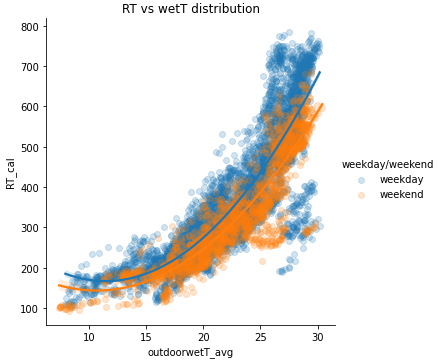 RT vs wetT distribution
800
700
600
500
400
300
200
100
RT_cal
10
15
20
25
30
outdoorwetT_avg
weekday/weekend
weekday
weekend